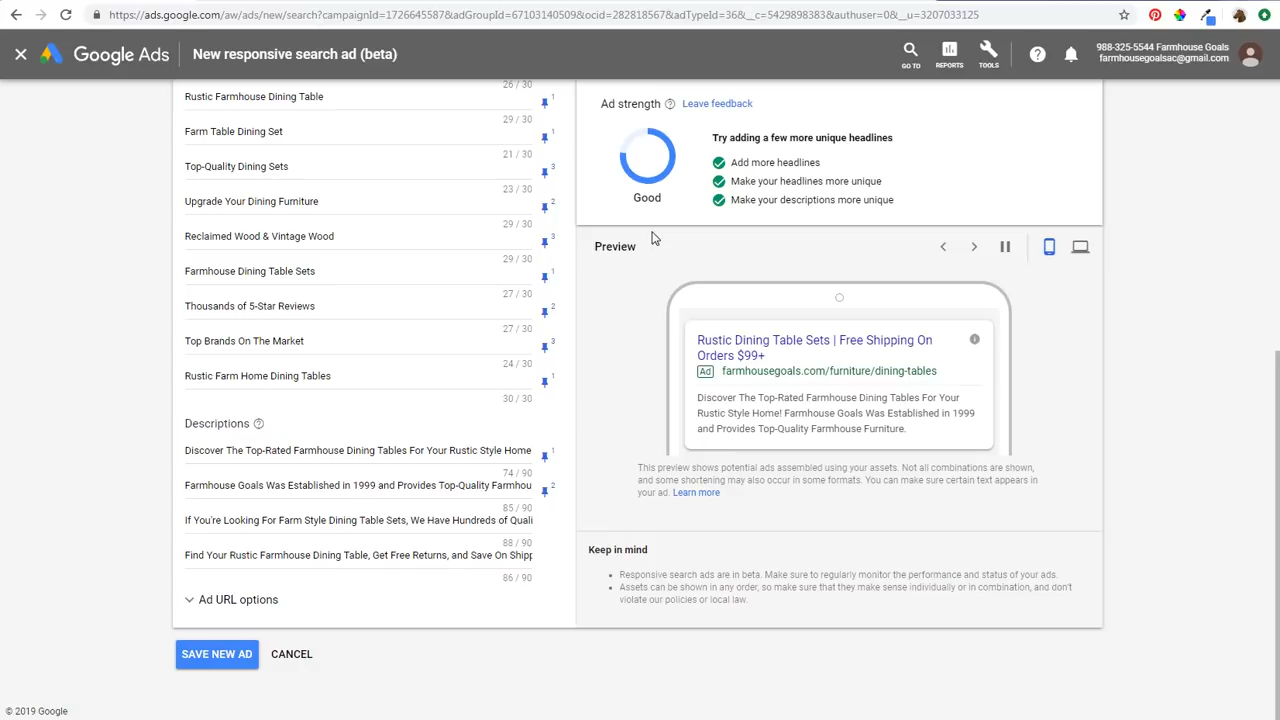 https://ads.google.com/aw/ads/new/search?campaignId=1726645587&adGroupId=67103140509&ocid=282818567&adTypeId=36&__c=5429898383&authuser=0&__u=3207033125
Google Ads
New responsive search ad (beta)
GO TO
REPORTS
TOOLS
988-325-5544 Farmhouse Goals
farmhousegoalsac@gmail.com
26 / 30
Rustic Farmhouse Dining Table
1
29 / 30
Farm Table Dining Set
1
21 / 30
Top-Quality Dining Sets
3
23 / 30
Upgrade Your Dining Furniture
2
29 / 30
Reclaimed Wood & Vintage Wood
3
29 / 30
Farmhouse Dining Table Sets
1
27 / 30
Thousands of 5-Star Reviews
2
27 / 30
Top Brands On The Market
3
24 / 30
Rustic Farm Home Dining Tables
1
30 / 30
Descriptions
Discover The Top-Rated Farmhouse Dining Tables For Your Rustic Style Home
1
74 / 90
Farmhouse Goals Was Established in 1999 and Provides Top-Quality Farmhou
2
85 / 90
If You're Looking For Farm Style Dining Table Sets, We Have Hundreds of Quali
88 / 90
Find Your Rustic Farmhouse Dining Table, Get Free Returns, and Save On Shipp
86 / 90
Ad URL options
SAVE NEW AD
CANCEL
Ad strength
Leave feedback
Good
Try adding a few more unique headlines
Add more headlines
Make your headlines more unique
Make your descriptions more unique
Preview
Rustic Dining Table Sets | Free Shipping On
Orders $99+
Ad farmhousegoals.com/furniture/dining-tables
Discover The Top-Rated Farmhouse Dining Tables For Your
Rustic Style Home! Farmhouse Goals Was Established in 1999
and Provides Top-Quality Farmhouse Furniture.
This preview shows potential ads assembled using your assets. Not all combinations are shown,
and some shortening may also occur in some formats. You can make sure certain text appears in
your ad. Learn more
Keep in mind
Responsive search ads are in beta. Make sure to regularly monitor the performance and status of your ads.
Assets can be shown in any order, so make sure that they make sense individually or in combination, and don't
violate our policies or local law.
© 2019 Google